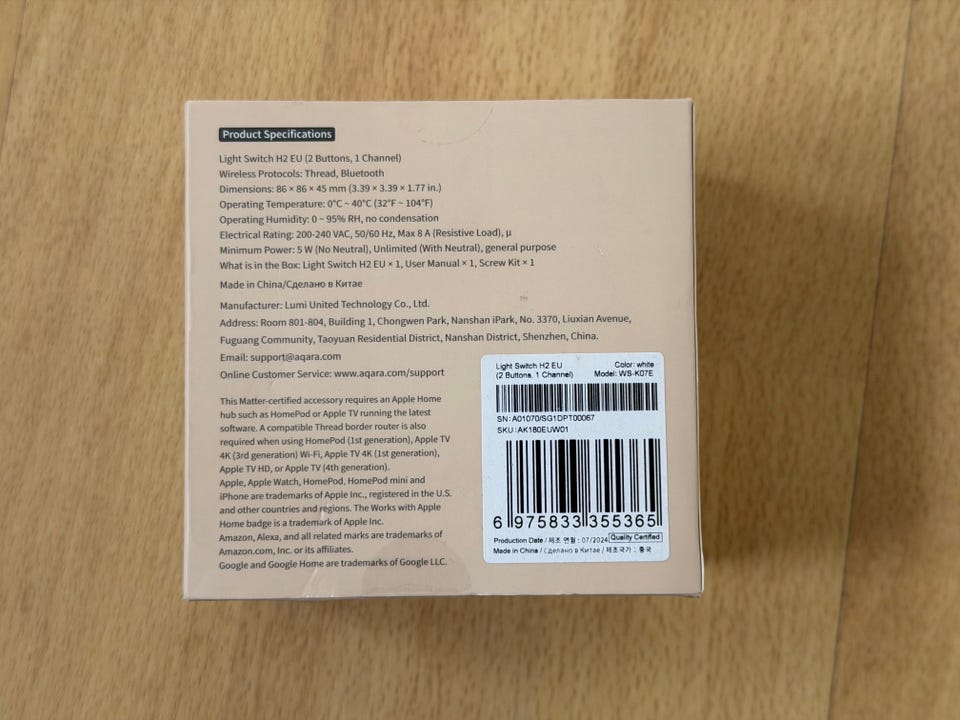 Product Specifications
Light Switch H2 EU (2 Buttons, 1 Channel)
Wireless Protocols: Thread, Bluetooth
Dimensions: 86 × 86 × 45 mm (3.39 × 3.39 × 1.77 in.)
Operating Temperature: 0°C ~ 40°C (32°F ~ 104°F)
Operating Humidity: 0 ~ 95% RH, no condensation
Electrical Rating: 200-240 VAC, 50/60 Hz, Max 8 A (Resistive Load), μ
Minimum Power: 5 W (No Neutral), Unlimited (With Neutral), general purpose
What is in the Box: Light Switch H2 EU × 1, User Manual × 1, Screw Kit × 1
Made in China/Сделано в Китае
Manufacturer: Lumi United Technology Co., Ltd.
Address: Room 801-804, Building 1, Chongwen Park, Nanshan iPark, No. 3370, Liuxian Avenue,
Fuguang Community, Taoyuan Residential District, Nanshan District, Shenzhen, China.
Email: support@aqara.com
Online Customer Service: www.aqara.com/support
This Matter-certified accessory requires an Apple Home
hub such as HomePod or Apple TV running the latest
software. A compatible Thread border router is also
required when using HomePod (1st generation), Apple TV
4K (3rd generation) Wi-Fi, Apple TV 4K (1st generation),
Apple TV HD, or Apple TV (4th generation).
Apple, Apple Watch, HomePod, HomePod mini and
iPhone are trademarks of Apple Inc., registered in the U.S.
and other countries and regions. The Works with Apple
Home badge is a trademark of Apple Inc.
Amazon, Alexa, and all related marks are trademarks of
Amazon.com, Inc. or its affiliates.
Google and Google Home are trademarks of Google LLC.
Light Switch H2 EU Color: white
(2 Buttons, 1 Channel) Model: WS-K07E
SN: A01070/SG1DPT00067
SKU: AK180EUW01
6 975833 355365
Production Date / 제조 연월 : 07/2024 Quality Certified
Made in China / Сделано в Китае / 제조국가 : 중국